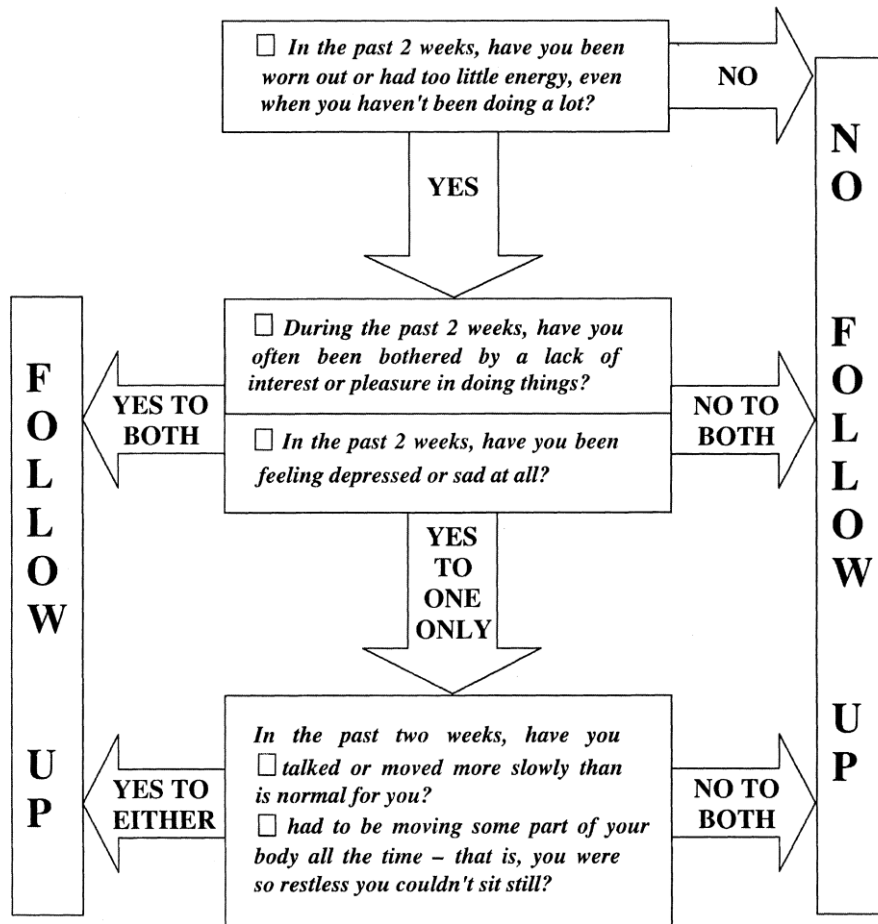 ☐ In the past 2 weeks, have you been
worn out or had too little energy, even
when you haven't been doing a lot?
NO
YES
NO FOLLOW UP
☐ During the past 2 weeks, have you
often been bothered by a lack of
interest or pleasure in doing things?
YES TO
BOTH
NO TO
BOTH
☐ In the past 2 weeks, have you been
feeling depressed or sad at all?
FOLLOW UP
YES
TO
ONE
ONLY
In the past two weeks, have you
☐ talked or moved more slowly than
is normal for you?
YES TO
EITHER
NO TO
BOTH
☐ had to be moving some part of your
body all the time – that is, you were
so restless you couldn't sit still?